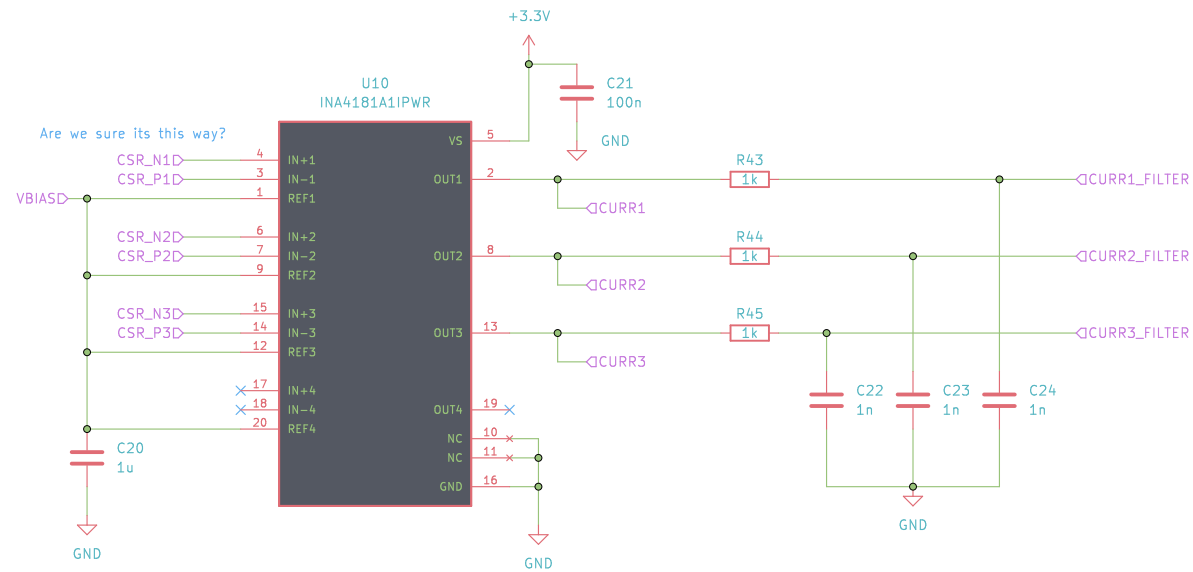 +3.3V
U10
INA4181A1IPWR
C21
100n
GND
Are we sure its this way?
CSR_N1 4 IN+1
CSR_P1 3 IN-1
VBIAS 1 REF1
CSR_N2 6 IN+2
CSR_P2 7 IN-2
9 REF2
CSR_N3 15 IN+3
CSR_P3 14 IN-3
12 REF3
17 IN+4
18 IN-4
20 REF4
VS 5
OUT1 2
OUT2 8
OUT3 13
OUT4 19
NC 10
NC 11
GND 16
C20
1u
GND
GND
R43
1k
CURR1_FILTER
CURR1
R44
1k
CURR2_FILTER
CURR2
R45
1k
CURR3_FILTER
CURR3
C22
1n
C23
1n
C24
1n
GND